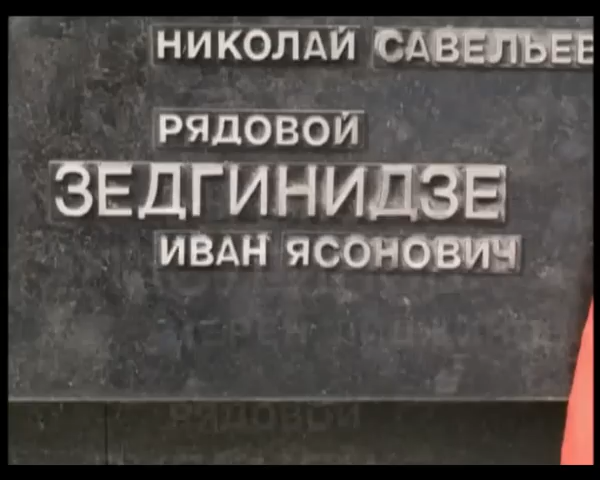 НИКОЛАЙ САВЕЛЬЕВ
РЯДОВОЙ
ЗЕДГИНИДЗЕ
ИВАН ЯСОНОВИЧ
РЯДОВОЙ